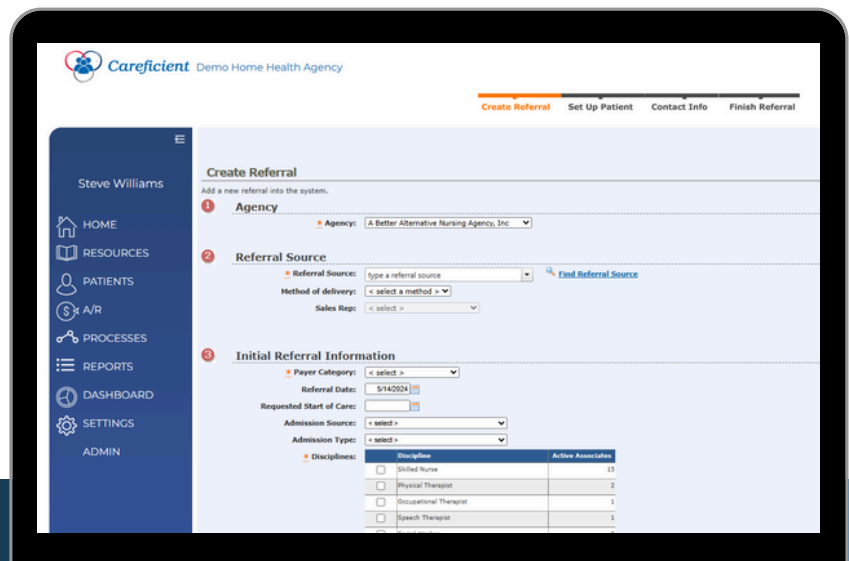 Careficient Demo Home Health Agency
Create Referral Set Up Patient Contact Info Finish Referral
Steve Williams
HOME
RESOURCES
PATIENTS
A/R
PROCESSES
REPORTS
DASHBOARD
SETTINGS
ADMIN
Create Referral
Add a new referral into the system.
1 Agency
* Agency: A Better Alternative Nursing Agency, Inc
2 Referral Source
* Referral Source: type a referral source Find Referral Source
Method of delivery: < select a method >
Sales Rep: < select >
3 Initial Referral Information
* Payer Category: < select >
Referral Date: 5/14/2024
Requested Start of Care:
Admission Source: < select >
Admission Type: < select >
* Disciplines: Discipline Active Associates
Skilled Nurse 15
Physical Therapist 2
Occupational Therapist 1
Speech Therapist 1